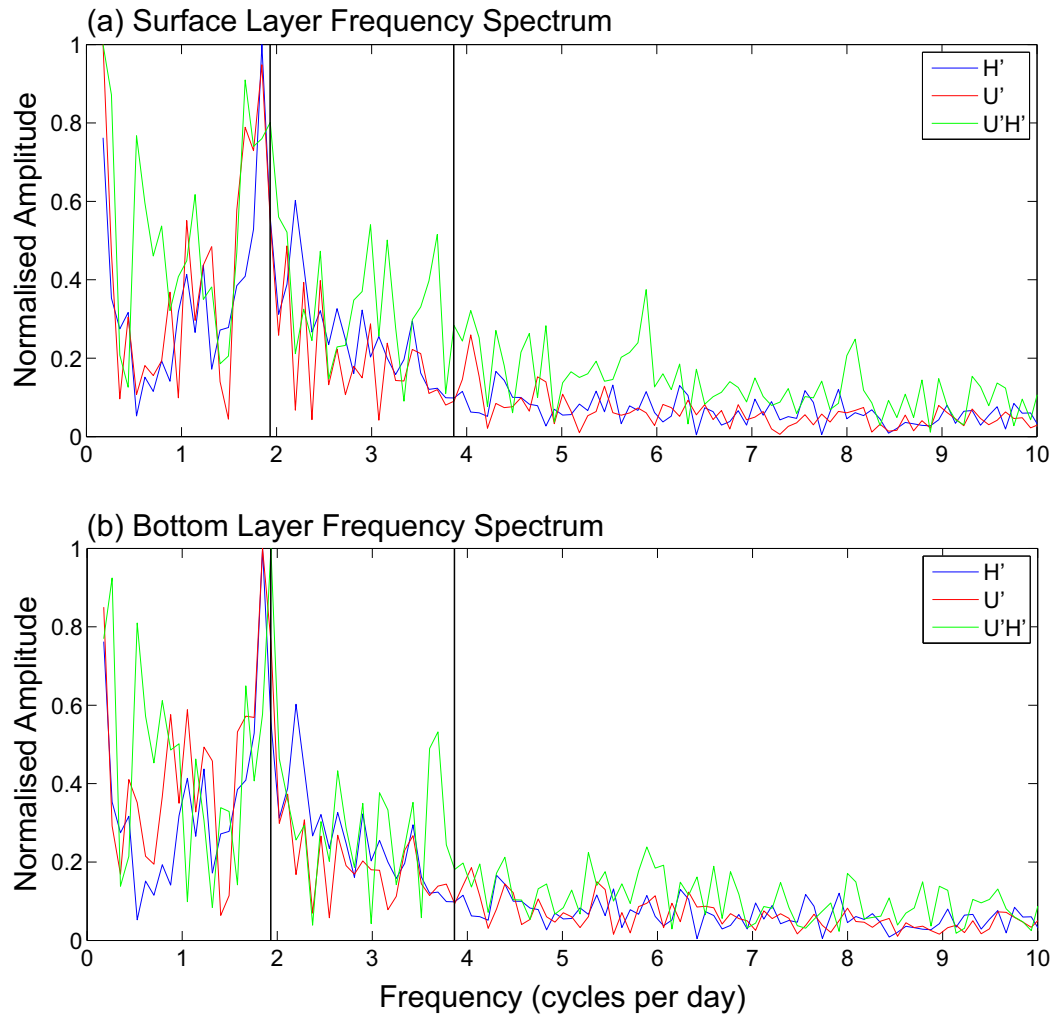 (a) Surface Layer Frequency Spectrum
Normalised Amplitude
1
0.8
0.6
0.4
0.2
0
0 1 2 3 4 5 6 7 8 9 10
H'
U'
U'H'
(b) Bottom Layer Frequency Spectrum
Normalised Amplitude
1
0.8
0.6
0.4
0.2
0
0 1 2 3 4 5 6 7 8 9 10
H'
U'
U'H'
Frequency (cycles per day)